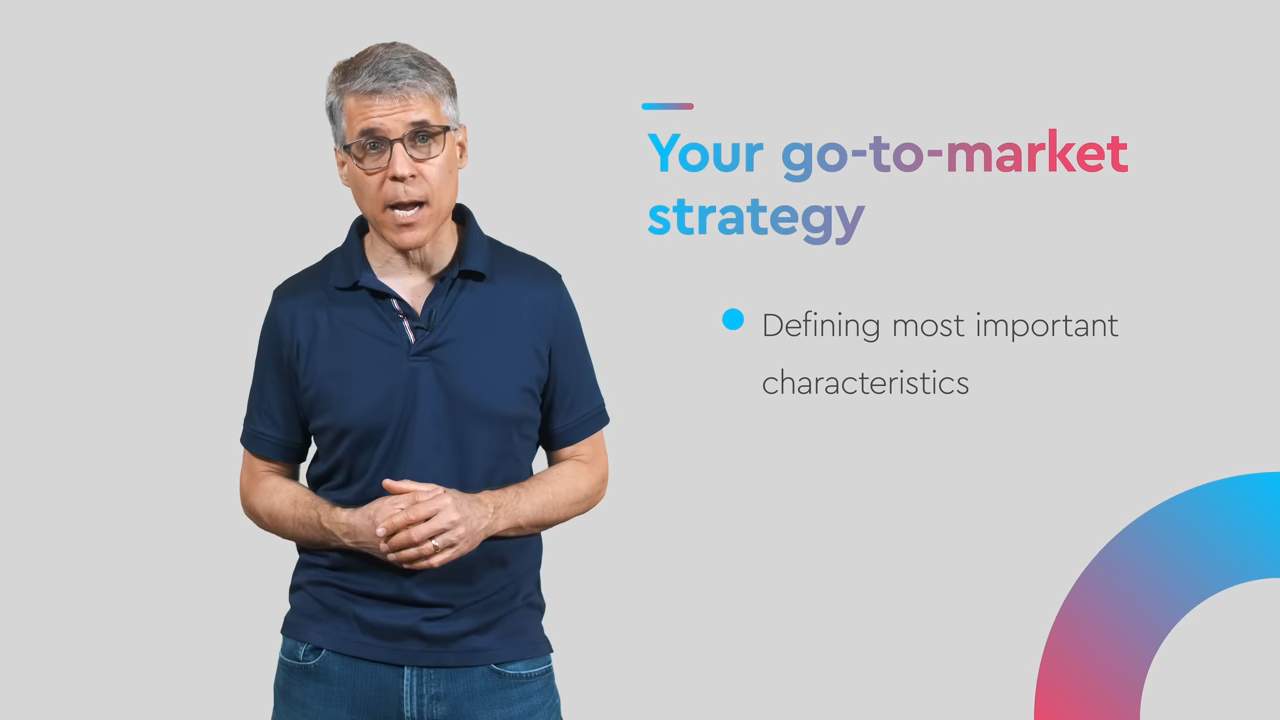 Your go-to-market
strategy
Defining most important
characteristics